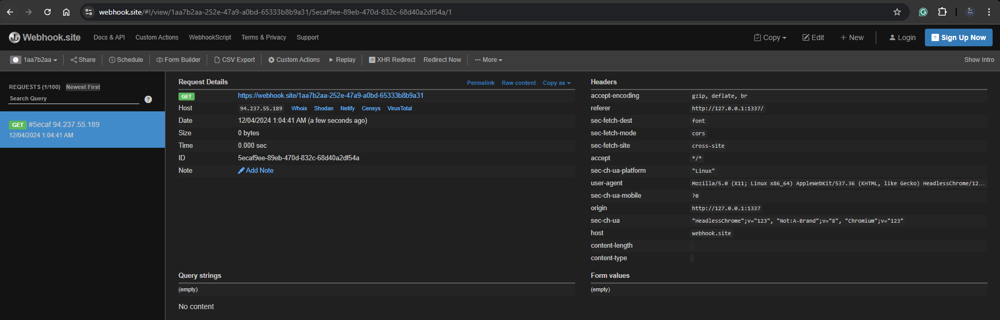 webhook.site/#!/view/1aa7b2aa-252e-47a9-a0bd-65333b8b9a31/5ecaf9ee-89eb-470d-832c-68d40a2df54a/1
Webhook.site Docs & API Custom Actions WebhookScript Terms & Privacy Support Copy Edit New Login Sign Up Now
1aa7b2aa Share Schedule Form Builder CSV Export Custom Actions Replay XHR Redirect Redirect Now More Show Intro
REQUESTS (1/100) Newest First
Search Query ?
GET #5ecaf 94.237.55.189
12/04/2024 1:04:41 AM
Request Details Permalink Raw content Copy as
GET https://webhook.site/1aa7b2aa-252e-47a9-a0bd-65333b8b9a31
Host 94.237.55.189 Whois Shodan Netify Censys VirusTotal
Date 12/04/2024 1:04:41 AM (a few seconds ago)
Size 0 bytes
Time 0.000 sec
ID 5ecaf9ee-89eb-470d-832c-68d40a2df54a
Note Add Note
Headers
accept-encoding gzip, deflate, br
referer http://127.0.0.1:1337/
sec-fetch-dest font
sec-fetch-mode cors
sec-fetch-site cross-site
accept */*
sec-ch-ua-platform "Linux"
user-agent Mozilla/5.0 (X11; Linux x86_64) AppleWebKit/537.36 (KHTML, like Gecko) HeadlessChrome/12...
sec-ch-ua-mobile ?0
origin http://127.0.0.1:1337
sec-ch-ua "HeadlessChrome";v="123", "Not:A-Brand";v="8", "Chromium";v="123"
host webhook.site
content-length
content-type
Query strings
(empty)
No content
Form values
(empty)